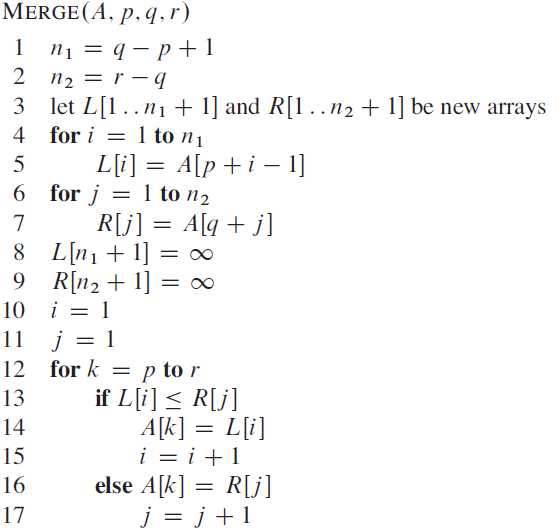 MERGE(A, p, q, r)
1 n₁ = q − p + 1
2 n₂ = r − q
3 let L[1 . . n₁ + 1] and R[1 . . n₂ + 1] be new arrays
4 for i = 1 to n₁
5 L[i] = A[p + i − 1]
6 for j = 1 to n₂
7 R[j] = A[q + j]
8 L[n₁ + 1] = ∞
9 R[n₂ + 1] = ∞
10 i = 1
11 j = 1
12 for k = p to r
13 if L[i] ≤ R[j]
14 A[k] = L[i]
15 i = i + 1
16 else A[k] = R[j]
17 j = j + 1